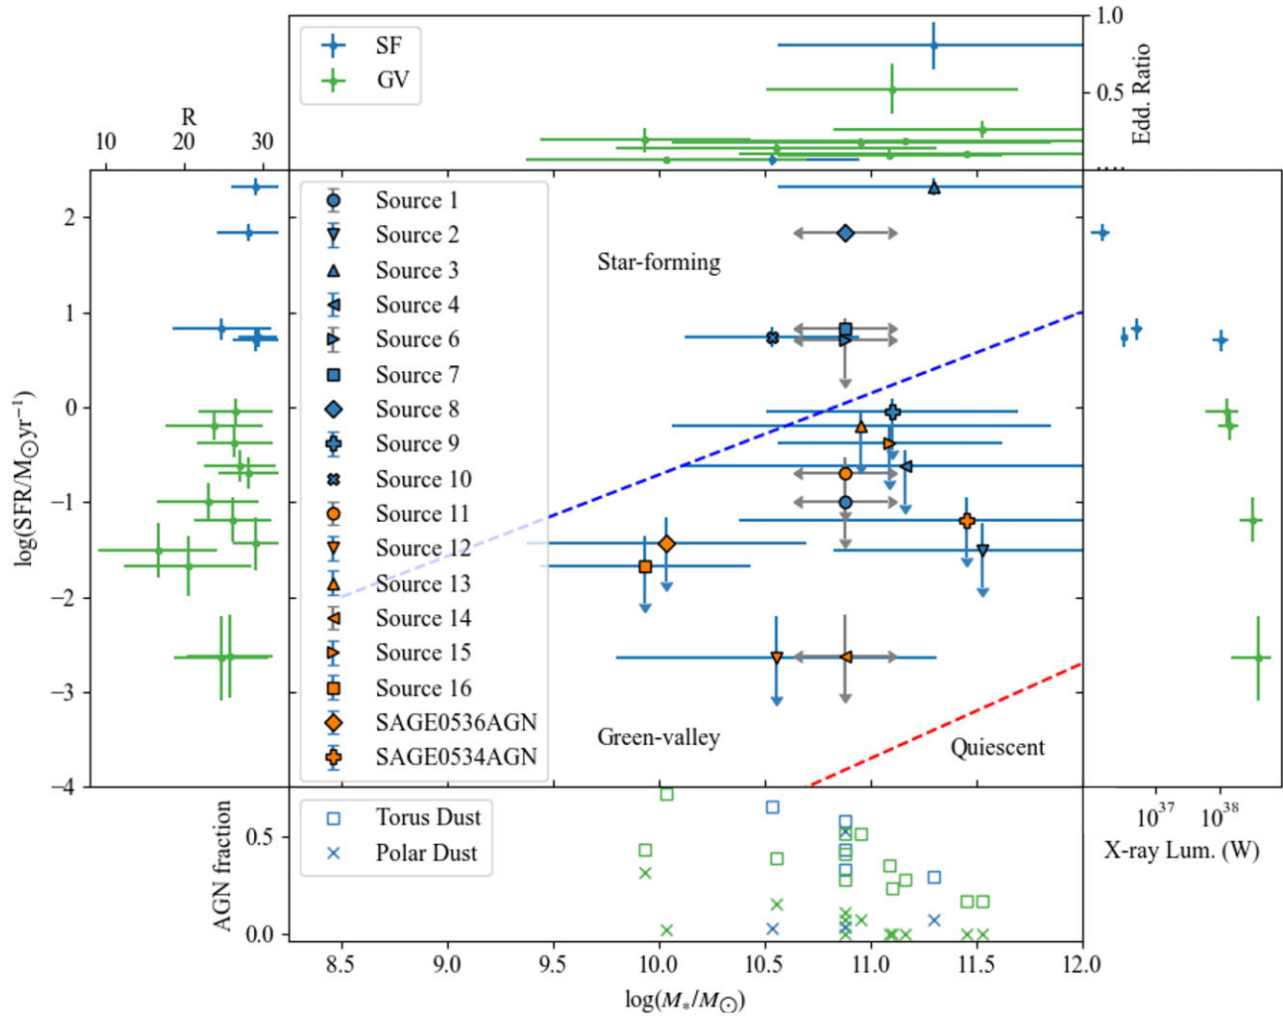 SF
GV
1.0
0.5
Edd. Ratio
R
10 20 30
2
1
0
−1
−2
−3
−4
log(SFR/M⨀yr⁻¹)
Source 1
Source 2
Source 3
Source 4
Source 6
Source 7
Source 8
Source 9
Source 10
Source 11
Source 12
Source 13
Source 14
Source 15
Source 16
SAGE0536AGN
SAGE0534AGN
Star-forming
Green-valley
Quiescent
Torus Dust
Polar Dust
AGN fraction
0.5
0.0
10³⁷ 10³⁸
X-ray Lum. (W)
8.5 9.0 9.5 10.0 10.5 11.0 11.5 12.0
log(M*/M⨀)